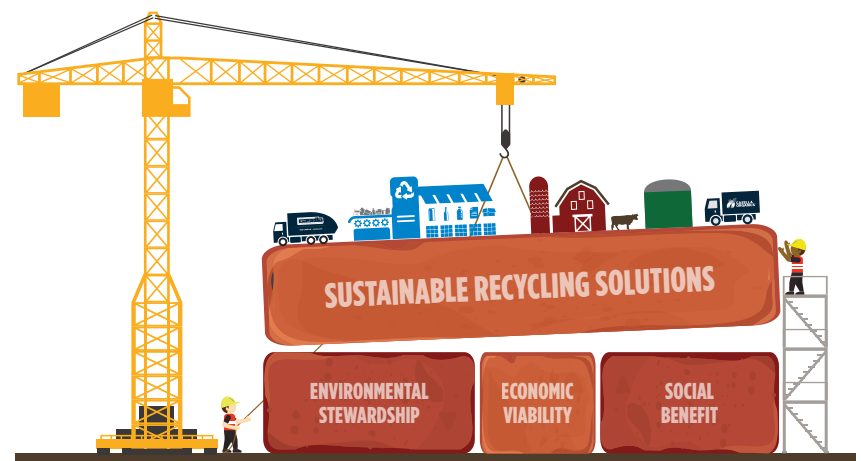 SUSTAINABLE RECYCLING SOLUTIONS
ENVIRONMENTAL
STEWARDSHIP
ECONOMIC
VIABILITY
SOCIAL
BENEFIT